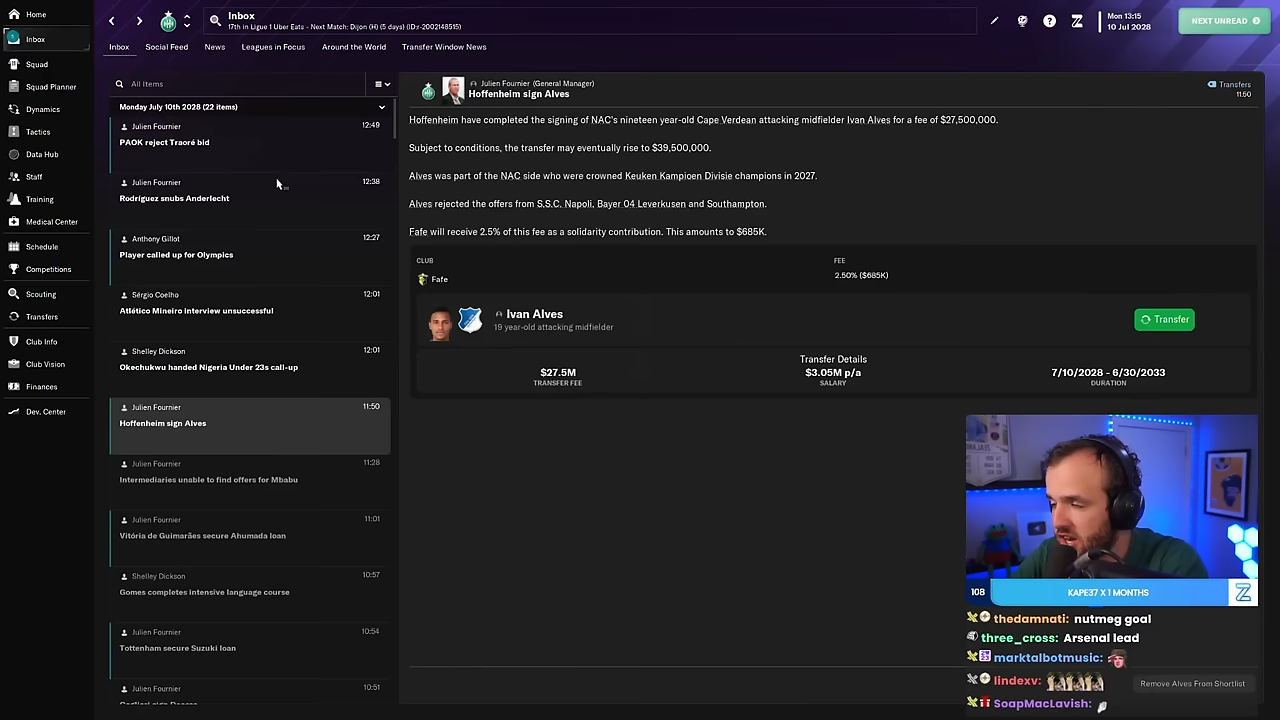 Home
Inbox
Squad
Squad Planner
Dynamics
Tactics
Data Hub
Staff
Training
Medical Center
Schedule
Competitions
Scouting
Transfers
Club Info
Club Vision
Finances
Dev. Center
Inbox
17th in Ligue 1 Uber Eats - Next Match: Dijon (H) (5 days) (ID:r-2002148515)
Mon 13:15
10 Jul 2028
NEXT UNREAD
Inbox
Social Feed
News
Leagues in Focus
Around the World
Transfer Window News
All Items
Monday July 10th 2028 (22 items)
Julien Fournier 12:49
PAOK reject Traoré bid
Julien Fournier 12:38
Rodríguez snubs Anderlecht
Anthony Gillot 12:27
Player called up for Olympics
Sérgio Coelho 12:01
Atlético Mineiro interview unsuccessful
Shelley Dickson 12:01
Okechukwu handed Nigeria Under 23s call-up
Julien Fournier 11:50
Hoffenheim sign Alves
Julien Fournier 11:28
Intermediaries unable to find offers for Mbabu
Julien Fournier 11:01
Vitória de Guimarães secure Ahumada loan
Shelley Dickson 10:57
Gomes completes intensive language course
Julien Fournier 10:54
Tottenham secure Suzuki loan
Julien Fournier 10:51
Julien Fournier (General Manager)
Hoffenheim sign Alves
Transfers
11:50
Hoffenheim have completed the signing of NAC's nineteen year-old Cape Verdean attacking midfielder Ivan Alves for a fee of $27,500,000.
Subject to conditions, the transfer may eventually rise to $39,500,000.
Alves was part of the NAC side who were crowned Keuken Kampioen Divisie champions in 2027.
Alves rejected the offers from S.S.C. Napoli, Bayer 04 Leverkusen and Southampton.
Fafe will receive 2.5% of this fee as a solidarity contribution. This amounts to $685K.
CLUB FEE
Fafe 2.50% ($685K)
Ivan Alves
19 year-old attacking midfielder
Transfer
Transfer Details
$27.5M $3.05M p/a 7/10/2028 - 6/30/2033
TRANSFER FEE SALARY DURATION
108 KAPE37 X 1 MONTHS Z
thedamnati: nutmeg goal
three_cross: Arsenal lead
marktalbotmusic:
lindexv:
SoapMacLavish:
Remove Alves From Shortlist